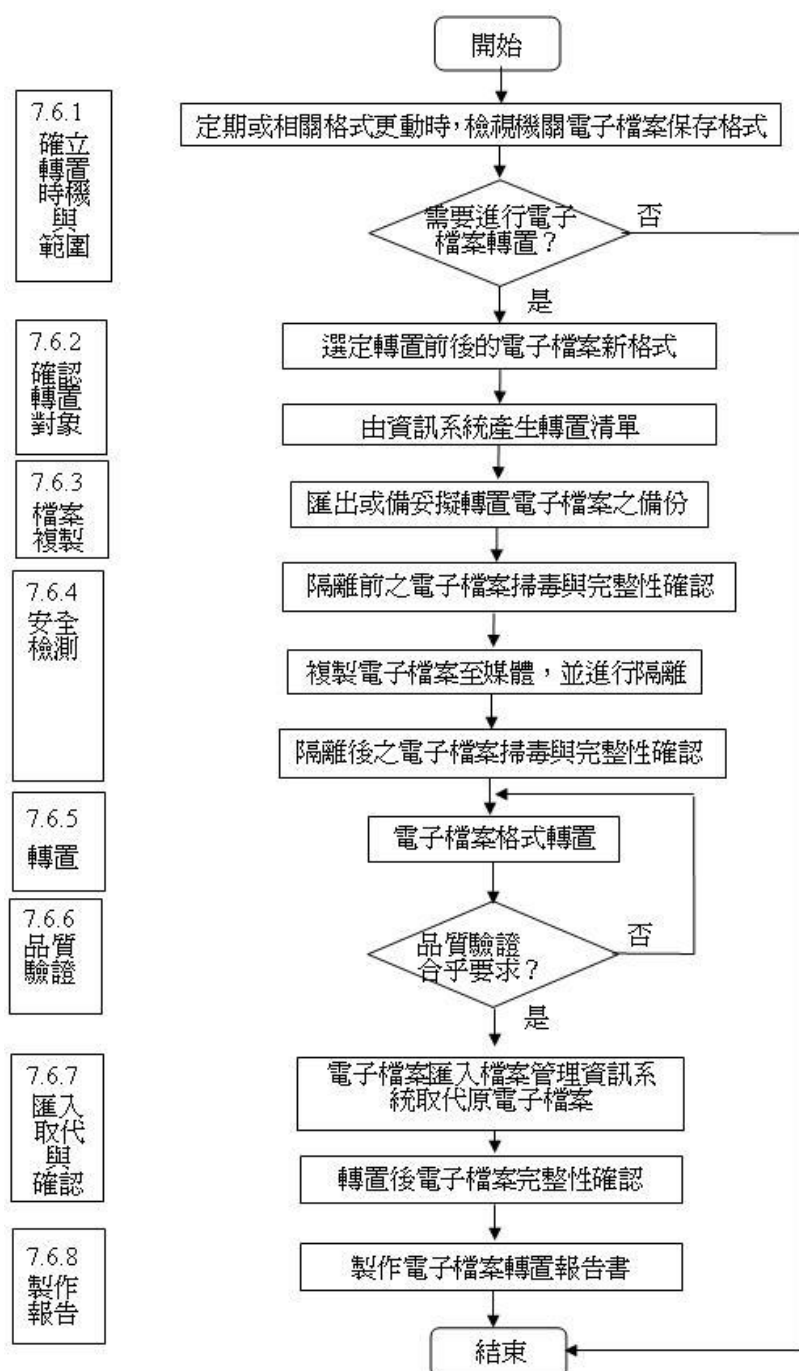 開始
7.6.1
確立
轉置
時機
與
範圍
定期或相關格式更動時，檢視機關電子檔案保存格式
需要進行電子
檔案轉置？
否
是
7.6.2
確認
轉置
對象
選定轉置前後的電子檔案新格式
由資訊系統產生轉置清單
7.6.3
檔案
複製
匯出或備妥擬轉置電子檔案之備份
7.6.4
安全
檢測
隔離前之電子檔案掃毒與完整性確認
複製電子檔案至媒體，並進行隔離
隔離後之電子檔案掃毒與完整性確認
7.6.5
轉置
電子檔案格式轉置
7.6.6
品質
驗證
品質驗證
合乎要求？
否
是
7.6.7
匯入
取代
與
確認
電子檔案匯入檔案管理資訊系
統取代原電子檔案
轉置後電子檔案完整性確認
7.6.8
製作
報告
製作電子檔案轉置報告書
結束